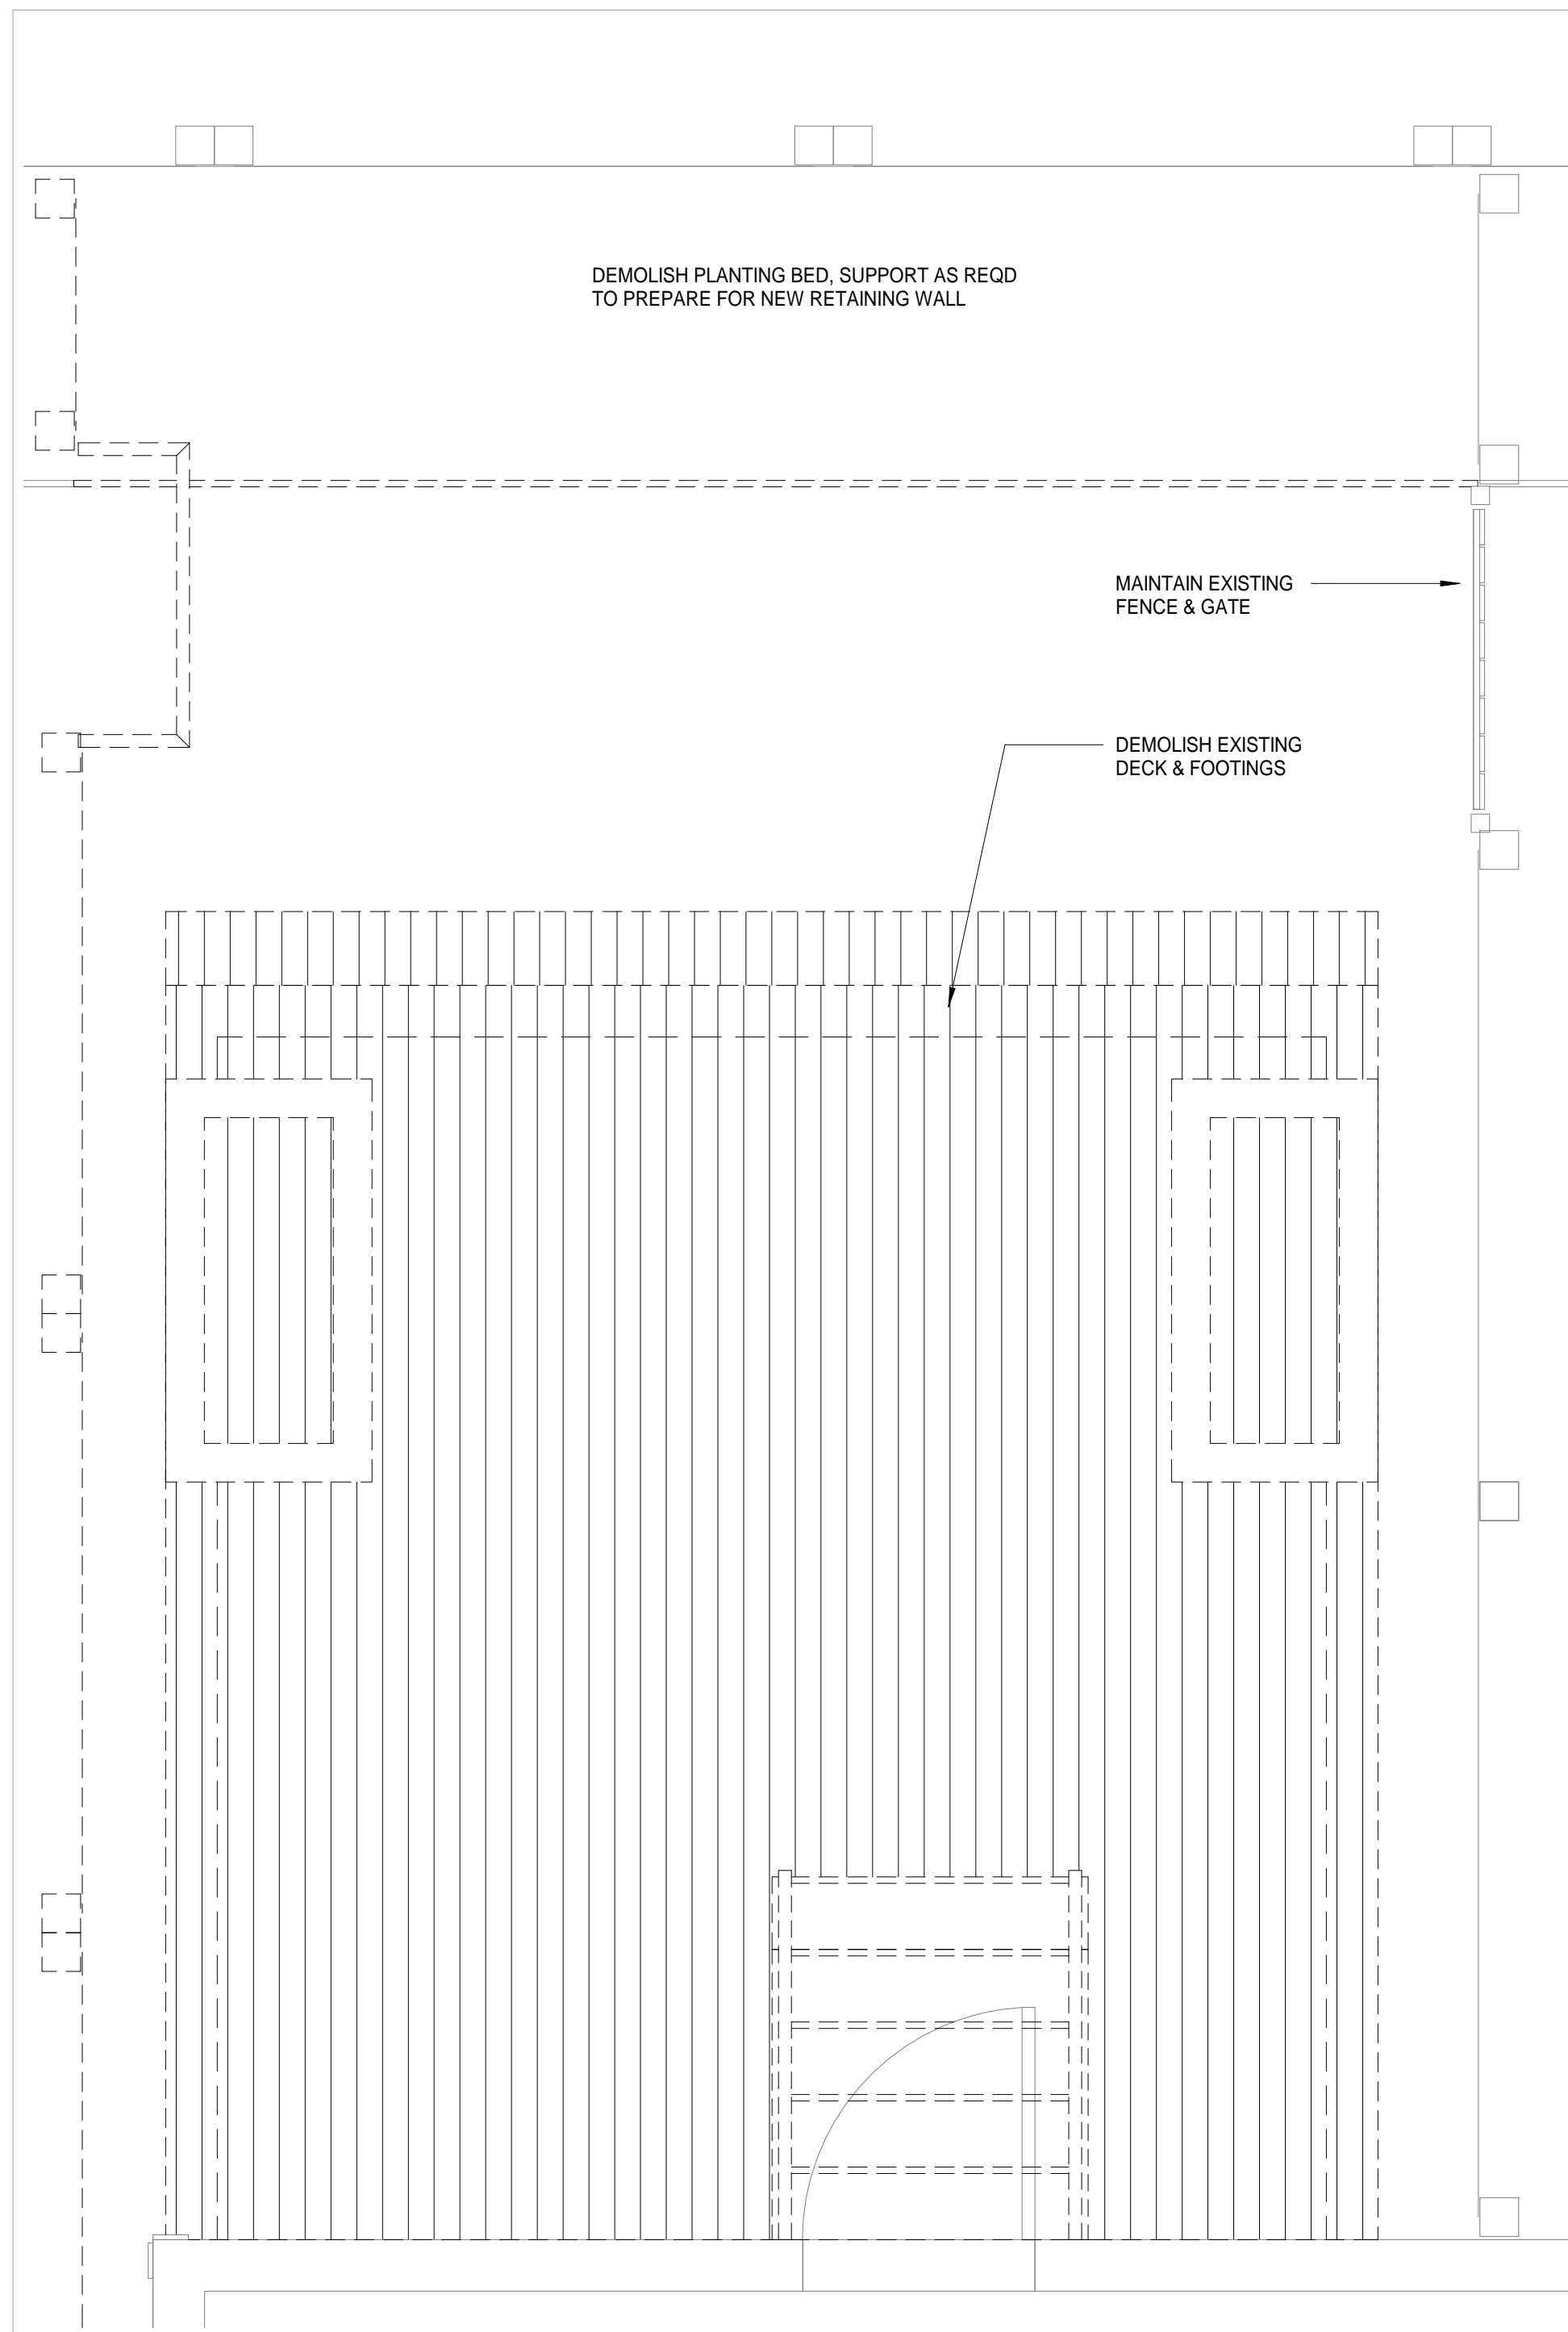 DEMOLISH PLANTING BED, SUPPORT AS REQD
TO PREPARE FOR NEW RETAINING WALL
MAINTAIN EXISTING
FENCE & GATE
DEMOLISH EXISTING
DECK & FOOTINGS